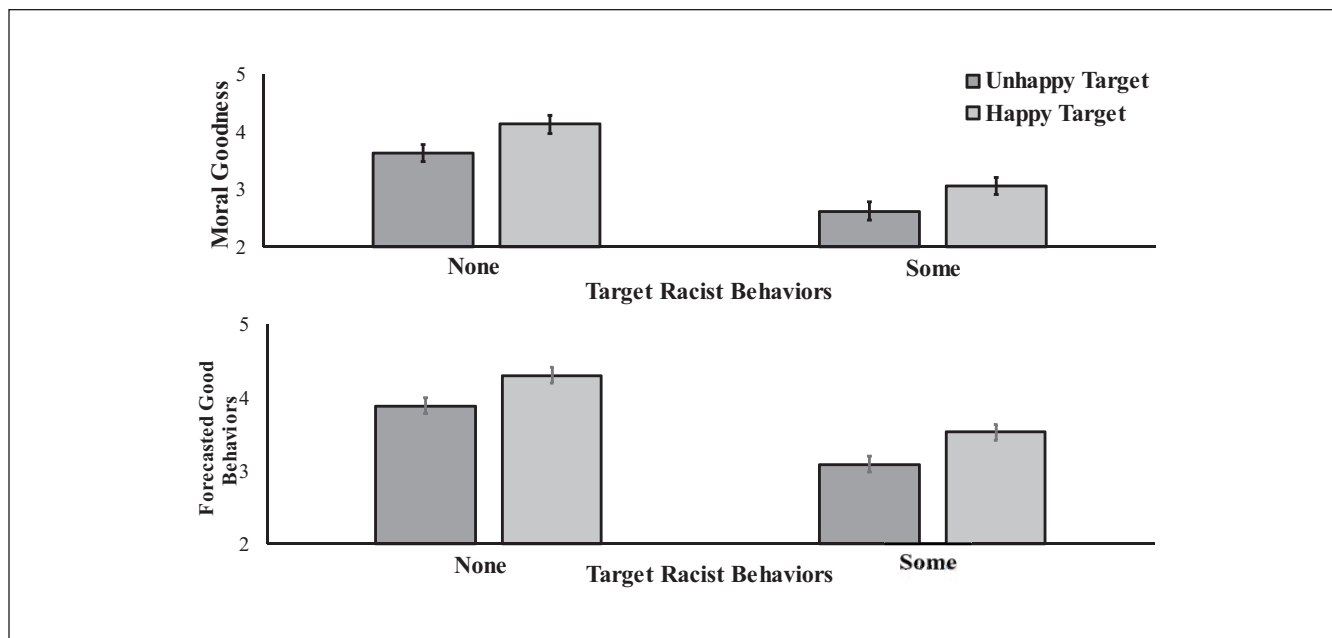 Moral Goodness
5
4
3
2
Unhappy Target
Happy Target
None
Some
Target Racist Behaviors
Forecasted Good
Behaviors
5
4
3
2
None
Some
Target Racist Behaviors